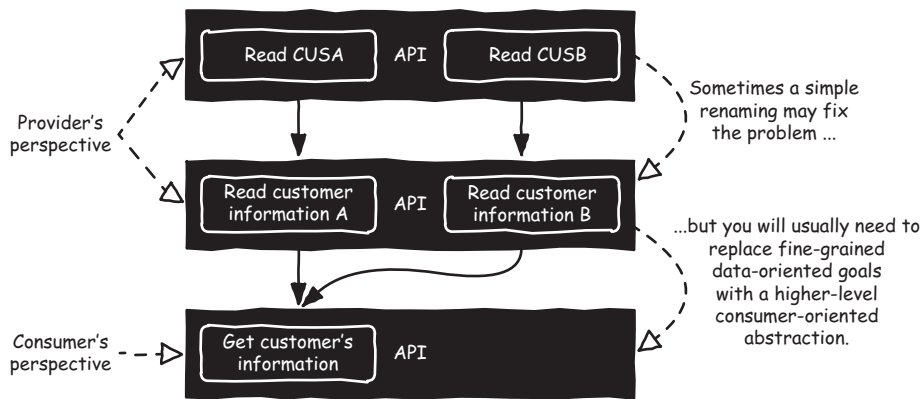 Read CUSA
API
Read CUSB
Sometimes a simple
renaming may fix
the problem ...
Provider's
perspective
Read customer
information A
API
Read customer
information B
...but you will usually need to
replace fine-grained
data-oriented goals
with a higher-level
consumer-oriented
abstraction.
Consumer's
perspective
Get customer's
information
API